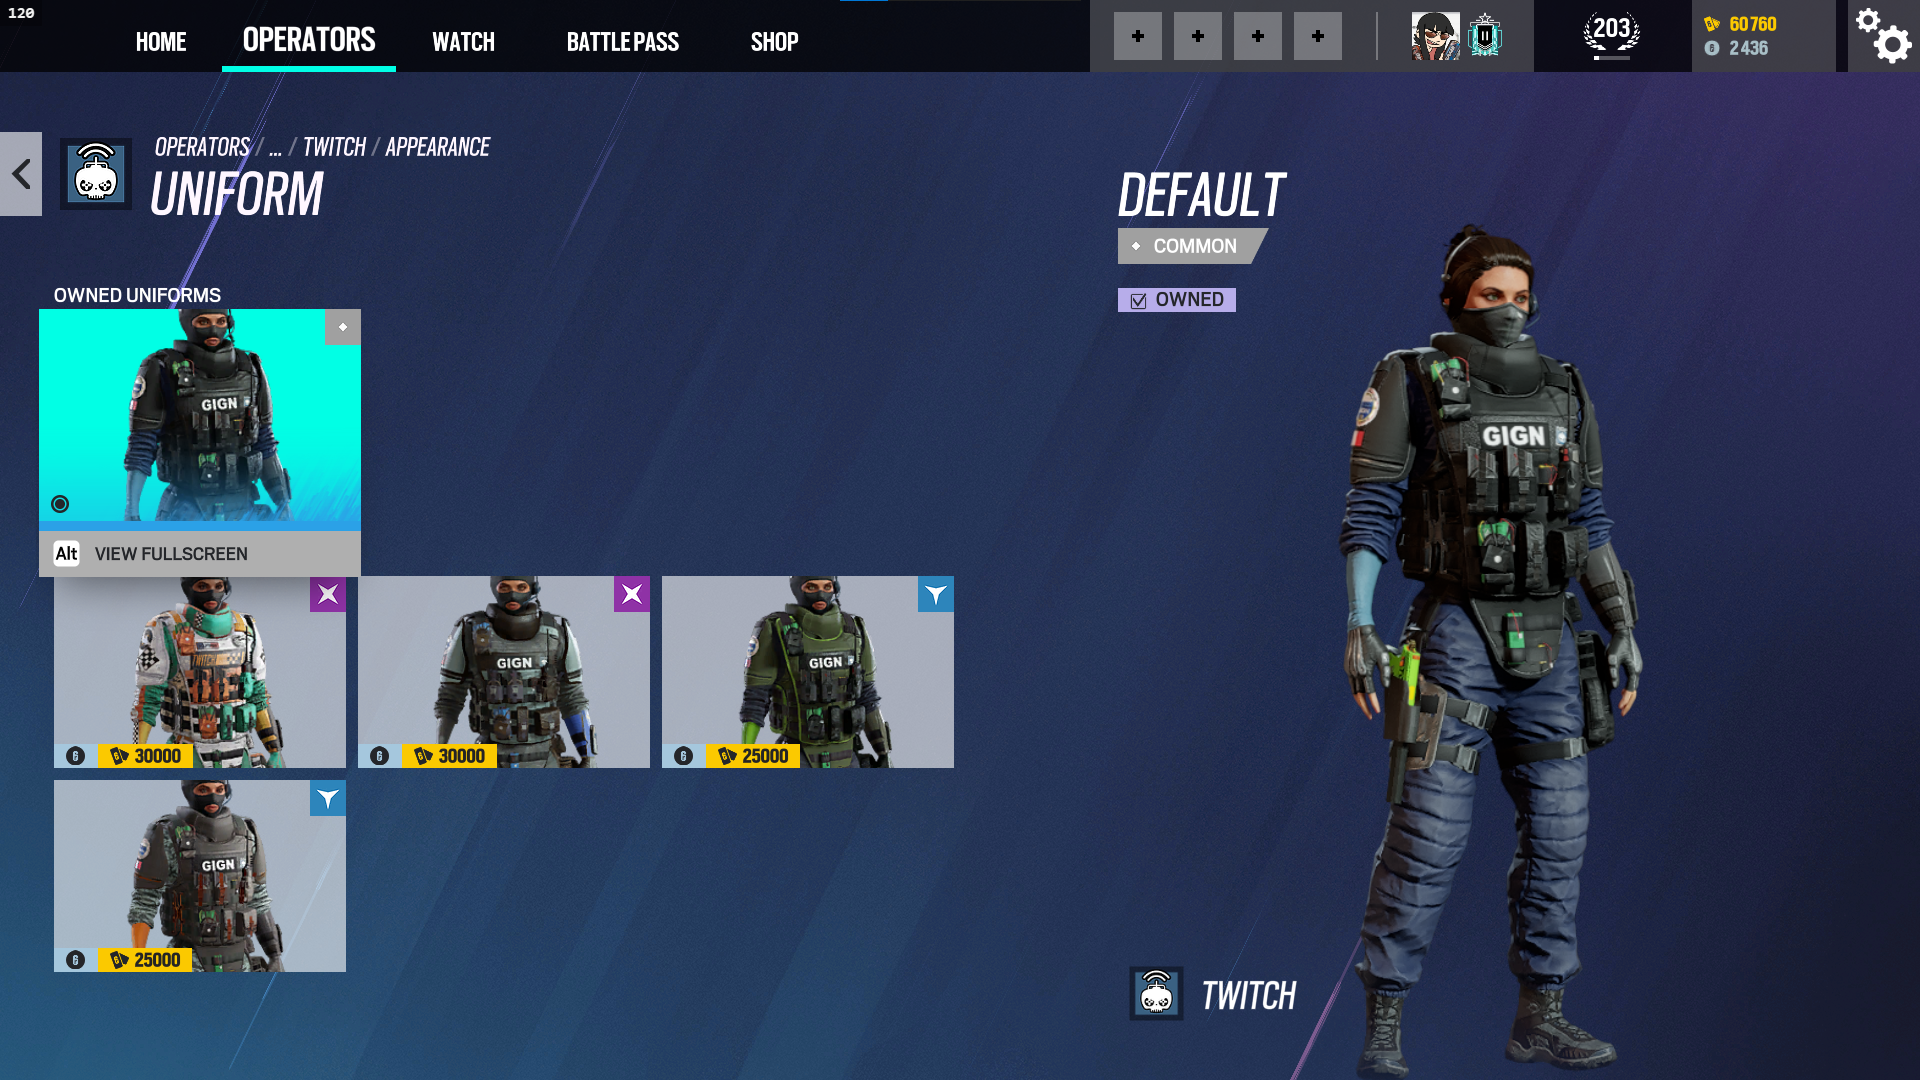 120
HOME
OPERATORS
WATCH
BATTLE PASS
SHOP
203
60760
2436
OPERATORS / ... / TWITCH / APPEARANCE
UNIFORM
DEFAULT
COMMON
OWNED
OWNED UNIFORMS
GIGN
Alt VIEW FULLSCREEN
GIGN
TWITCH
30000
GIGN
30000
GIGN
25000
GIGN
25000
TWITCH